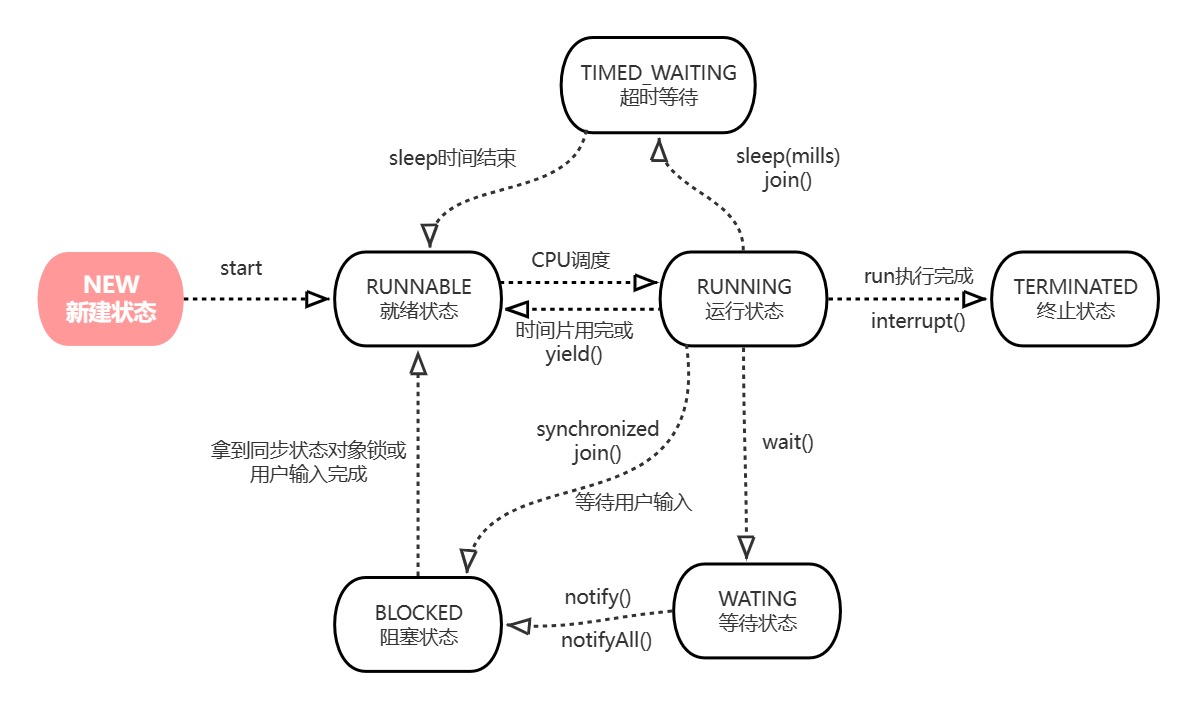 TIMED_WAITING
超时等待
sleep时间结束
sleep(mills)
join()
NEW
新建状态
start
RUNNABLE
就绪状态
CPU调度
时间片用完或
yield()
RUNNING
运行状态
run执行完成
interrupt()
TERMINATED
终止状态
拿到同步状态对象锁或
用户输入完成
synchronized
join()
等待用户输入
wait()
BLOCKED
阻塞状态
notify()
notifyAll()
WATING
等待状态